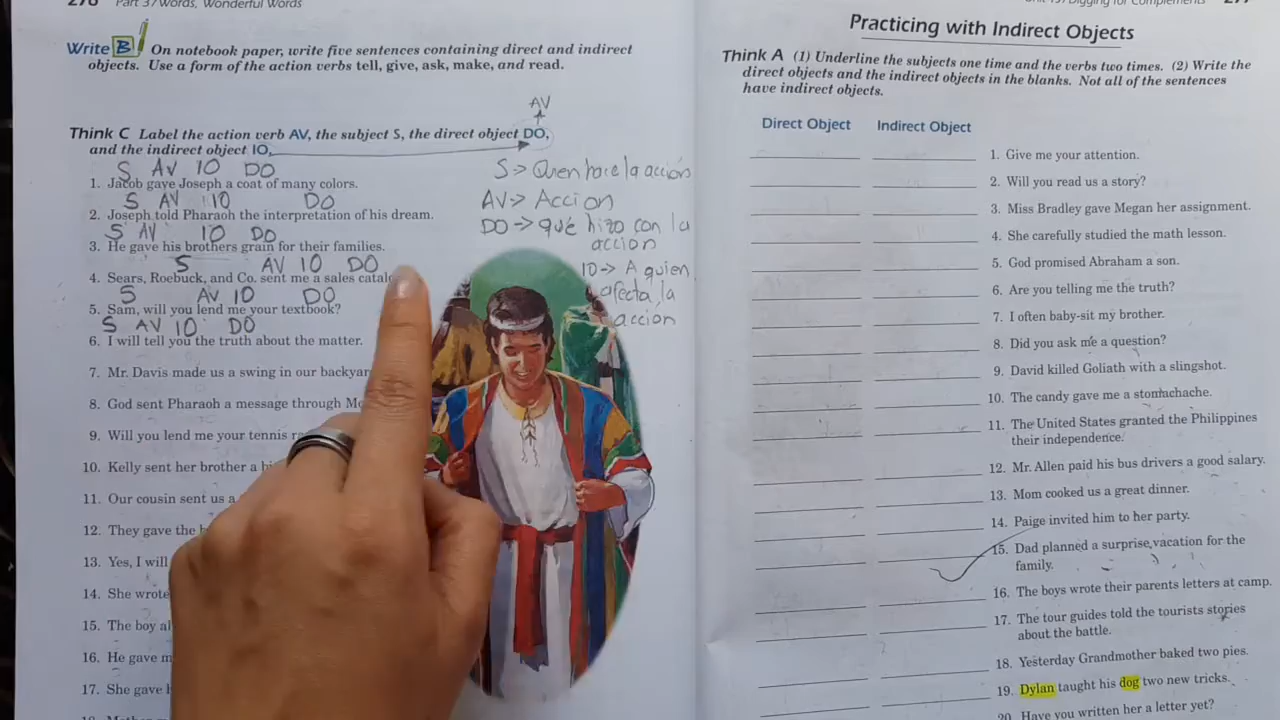 276 Part 3/Words, Wonderful Words
Write B On notebook paper, write five sentences containing direct and indirect
objects. Use a form of the action verbs tell, give, ask, make, and read.
AV
Think C Label the action verb AV, the subject S, the direct object DO,
and the indirect object IO.
S AV IO DO
1. Jacob gave Joseph a coat of many colors.
S AV IO DO
2. Joseph told Pharaoh the interpretation of his dream.
S AV IO DO
3. He gave his brothers grain for their families.
S AV IO DO
4. Sears, Roebuck, and Co. sent me a sales
S AV IO DO
5. Sam, will you lend me your textbook?
S AV IO DO
6. I will tell you the truth about the matter.
7. Mr. Davis made us a swing in our
8. God sent Pharaoh a message through
9. Will you lend me your tennis
10. Kelly sent her brother a
11. Our cousin sent us a
12. They gave the
13. Yes, I will
14. She wrote
15. The boy
16. He gave
17. She gave
S -> Quen hace la acción
AV -> Accion
DO -> qué hizo con la
accion
IO -> A quien
afecta la
accion
for Complements
Practicing with Indirect Objects
Think A (1) Underline the subjects one time and the verbs two times. (2) Write the
direct objects and the indirect objects in the blanks. Not all of the sentences
have indirect objects.
Direct Object Indirect Object
1. Give me your attention.
2. Will you read us a story?
3. Miss Bradley gave Megan her assignment.
4. She carefully studied the math lesson.
5. God promised Abraham a son.
6. Are you telling me the truth?
7. I often baby-sit my brother.
8. Did you ask me a question?
9. David killed Goliath with a slingshot.
10. The candy gave me a stomachache.
11. The United States granted the Philippines
their independence.
12. Mr. Allen paid his bus drivers a good salary.
13. Mom cooked us a great dinner.
14. Paige invited him to her party.
15. Dad planned a surprise vacation for the
family.
16. The boys wrote their parents letters at camp.
17. The tour guides told the tourists stories
about the battle.
18. Yesterday Grandmother baked two pies.
19. Dylan taught his dog two new tricks.
20. Have you written her a letter yet?